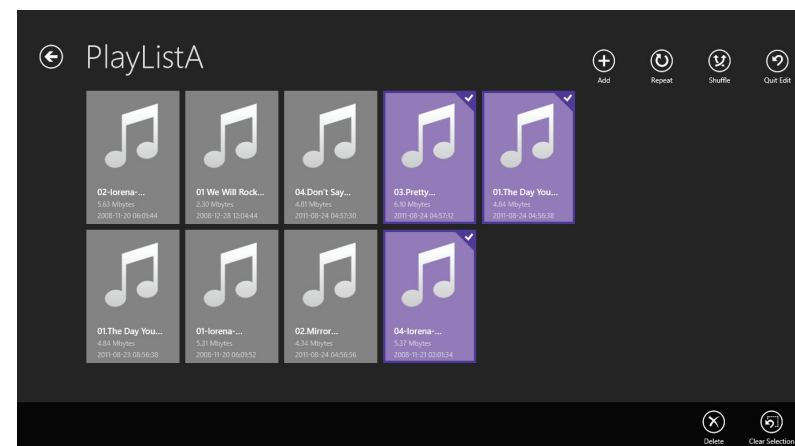 PlayListA
Add
Repeat
Shuffle
Quit Edit
02-lorena-...
5.63 Mbytes
2008-11-20 06:01:44
01 We Will Rock...
2.30 Mbytes
2008-12-28 12:04:44
04.Don't Say...
4.81 Mbytes
2011-08-24 04:57:30
03.Pretty...
6.10 Mbytes
2011-08-24 04:57:12
01.The Day You...
4.84 Mbytes
2011-08-24 04:56:38
01.The Day You...
4.84 Mbytes
2011-08-23 08:56:38
01-lorena-...
5.31 Mbytes
2008-11-20 06:01:52
02.Mirror...
4.34 Mbytes
2011-08-24 04:56:56
04-lorena-...
5.37 Mbytes
2008-11-21 02:01:34
Delete
Clear Selection